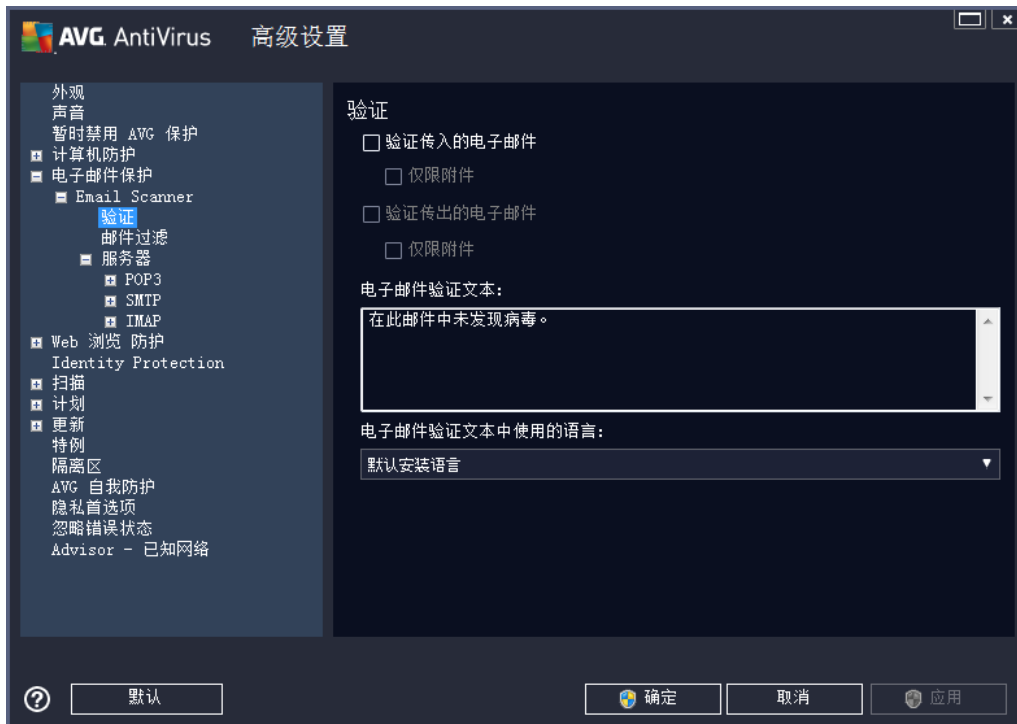 AVG. AntiVirus 高级设置
外观
声音
暂时禁用 AVG 保护
计算机防护
电子邮件保护
Email Scanner
验证
邮件过滤
服务器
POP3
SMTP
IMAP
Web 浏览 防护
Identity Protection
扫描
计划
更新
特例
隔离区
AVG 自我防护
隐私首选项
忽略错误状态
Advisor - 已知网络
验证
验证传入的电子邮件
仅限附件
验证传出的电子邮件
仅限附件
电子邮件验证文本:
在此邮件中未发现病毒。
电子邮件验证文本中使用的语言:
默认安装语言
默认
确定
取消
应用